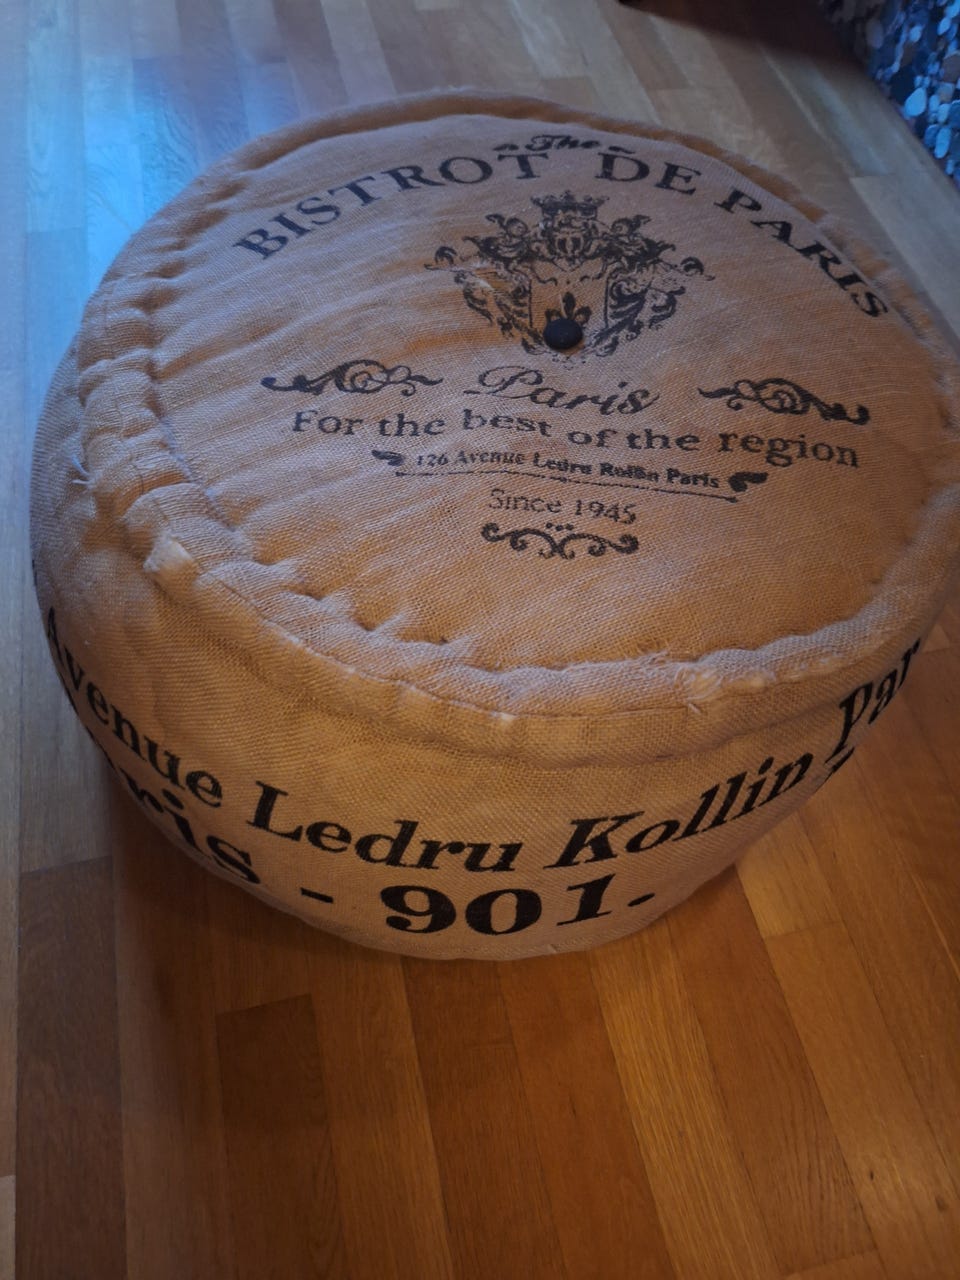 The
BISTROT DE PARIS
Paris
For the best of the region
126 Avenue Ledru Rollin Paris
Since 1945
Avenue Ledru Kollin Par
ris - 901.